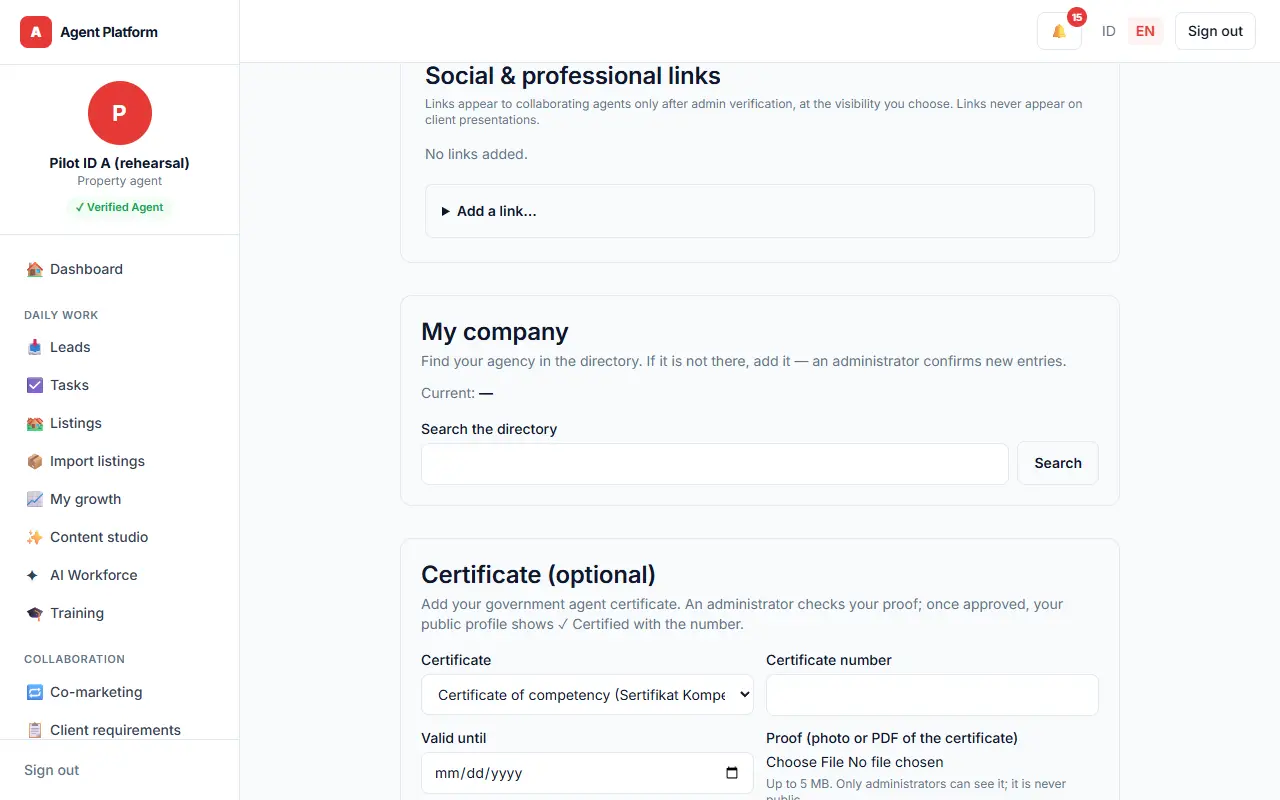 A Agent Platform
15
ID
EN
Sign out
P
Pilot ID A (rehearsal)
Property agent
✓ Verified Agent
Dashboard
DAILY WORK
Leads
Tasks
Listings
Import listings
My growth
Content studio
AI Workforce
Training
COLLABORATION
Co-marketing
Client requirements
Sign out
Social & professional links
Links appear to collaborating agents only after admin verification, at the visibility you choose. Links never appear on
client presentations.
No links added.
Add a link...
My company
Find your agency in the directory. If it is not there, add it — an administrator confirms new entries.
Current: —
Search the directory
Search
Certificate (optional)
Add your government agent certificate. An administrator checks your proof; once approved, your
public profile shows ✓ Certified with the number.
Certificate
Certificate number
Certificate of competency (Sertifikat Kompe
Valid until
Proof (photo or PDF of the certificate)
mm/dd/yyyy
Choose File No file chosen
Up to 5 MB. Only administrators can see it; it is never
public.